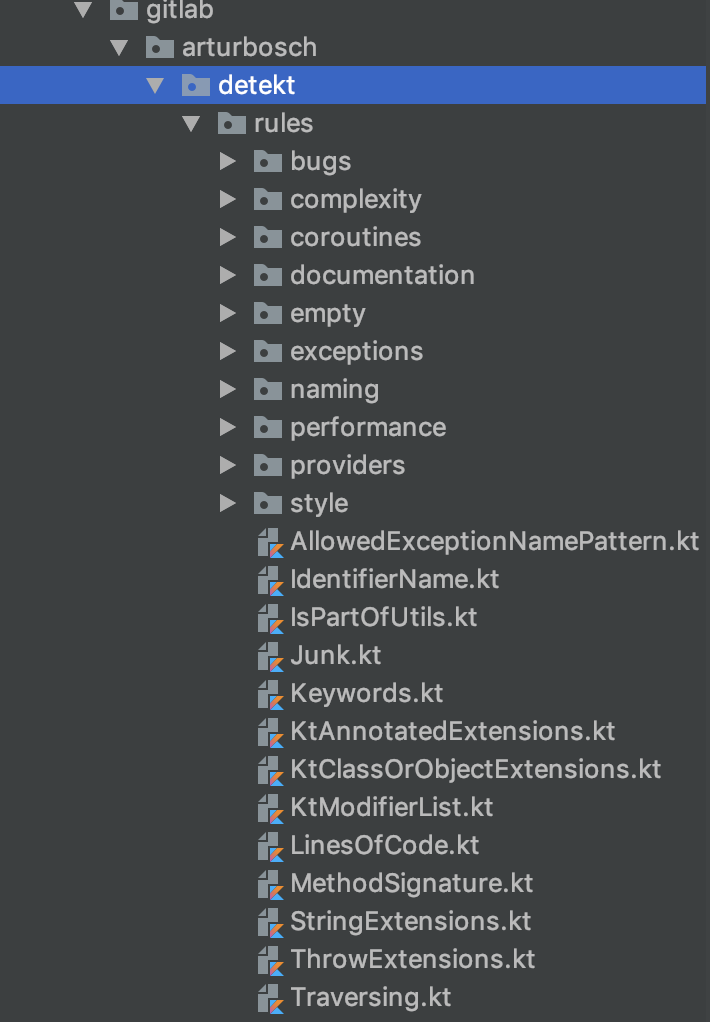 gitlab
arturbosch
detekt
rules
bugs
complexity
coroutines
documentation
empty
exceptions
naming
performance
providers
style
AllowedExceptionNamePattern.kt
IdentifierName.kt
IsPartOfUtils.kt
Junk.kt
Keywords.kt
KtAnnotatedExtensions.kt
KtClassOrObjectExtensions.kt
KtModifierList.kt
LinesOfCode.kt
MethodSignature.kt
StringExtensions.kt
ThrowExtensions.kt
Traversing.kt